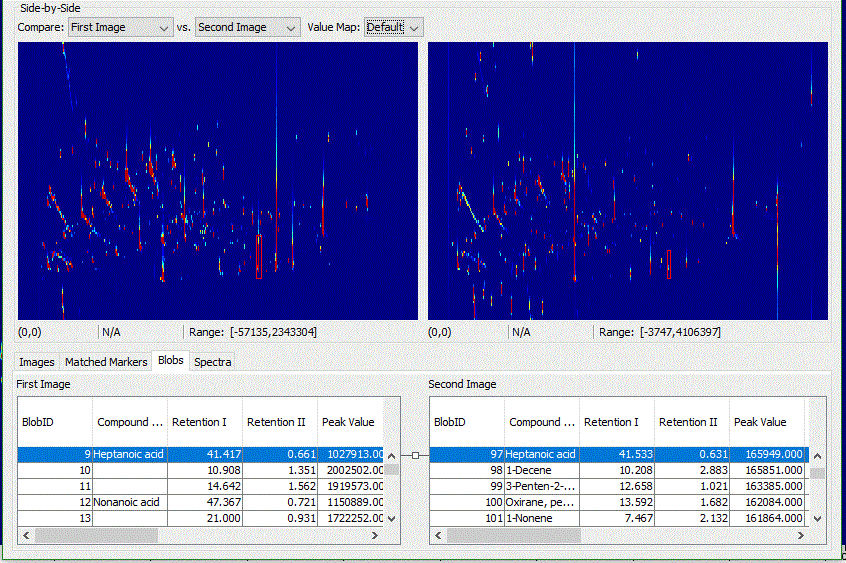 Side-by-Side
Compare: First Image vs. Second Image Value Map: Default
(0,0) N/A Range: [-57135,2343304] (0,0) N/A Range: [-3747,4106397]
Images Matched Markers Blobs Spectra
First Image Second Image
BlobID Compound ... Retention I Retention II Peak Value BlobID Compound ... Retention I Retention II Peak Value
9 Heptanoic acid 41.417 0.661 1027913.00 97 Heptanoic acid 41.533 0.631 165949.000
10 10.908 1.351 2002502.00 98 1-Decene 10.208 2.883 165851.000
11 14.642 1.562 1919573.00 99 3-Penten-2-... 12.658 1.021 163385.000
12 Nonanoic acid 47.367 0.721 1150889.00 100 Oxirane, pe... 13.592 1.682 162084.000
13 21.000 0.931 1722252.00 101 1-Nonene 7.467 2.132 161864.000